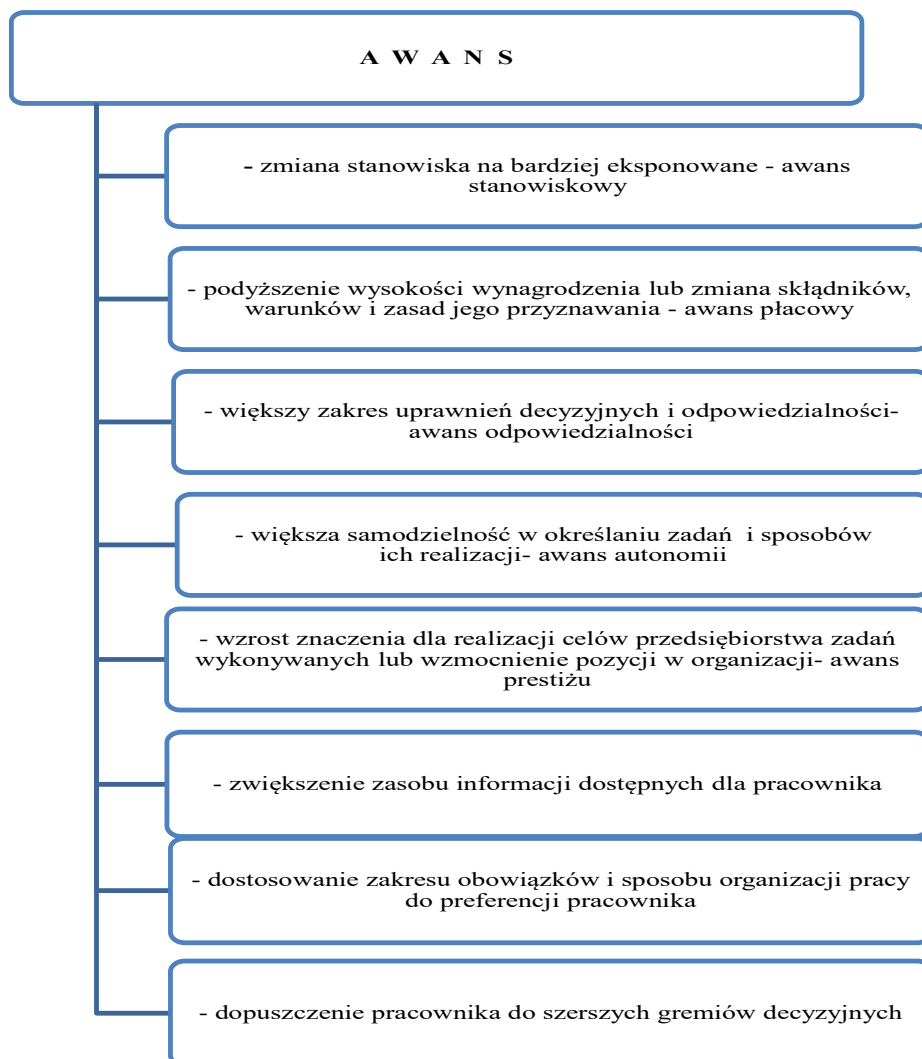 A W A N S
- zmiana stanowiska na bardziej eksponowane - awans
stanowiskowy
- podyższenie wysokości wynagrodzenia lub zmiana skłądników,
warunków i zasad jego przyznawania - awans płacowy
- większy zakres uprawnień decyzyjnych i odpowiedzialności-
awans odpowiedzialności
- większa samodzielność w określaniu zadań  i sposobów
ich realizacji- awans autonomii
- wzrost znaczenia dla realizacji celów przedsiębiorstwa zadań
wykonywanych lub wzmocnienie pozycji w organizacji- awans
prestiżu
- zwiększenie zasobu informacji dostępnych dla pracownika
- dostosowanie zakresu obowiązków i sposobu organizacji pracy
do preferencji pracownika
- dopuszczenie pracownika do szerszych gremiów decyzyjnych